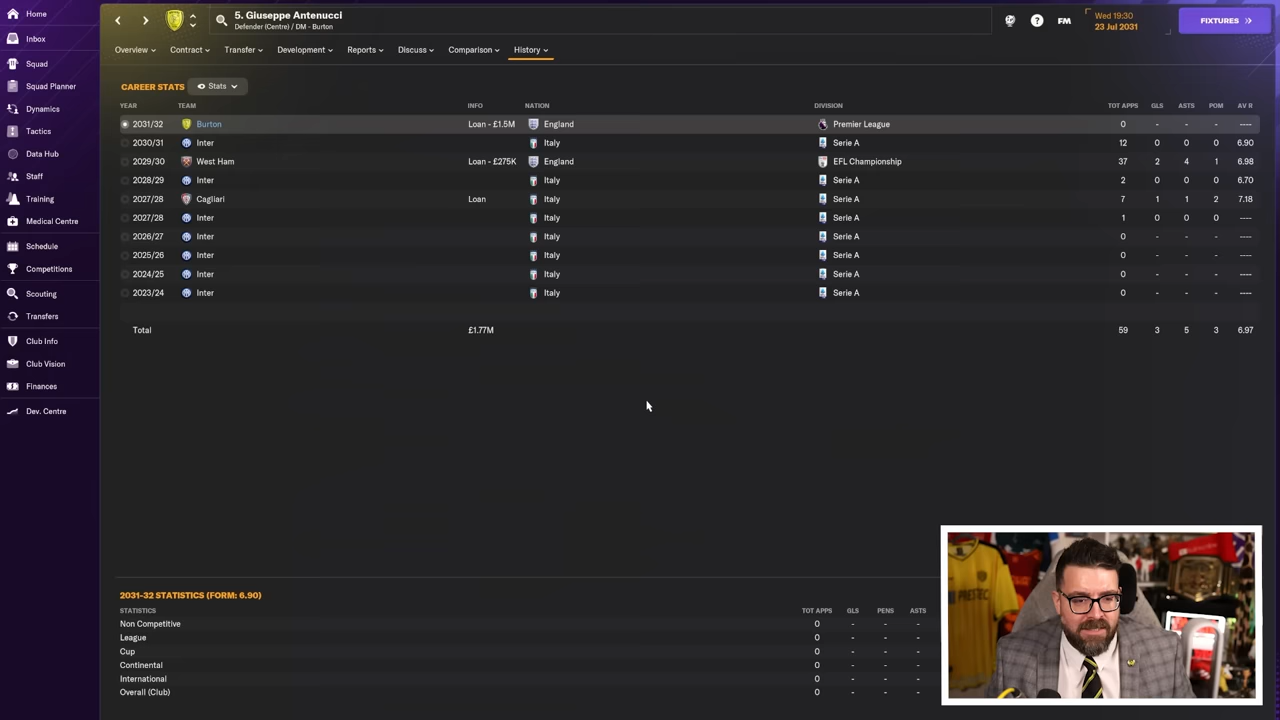 Home
Inbox
Squad
Squad Planner
Dynamics
Tactics
Data Hub
Staff
Training
Medical Centre
Schedule
Competitions
Scouting
Transfers
Club Info
Club Vision
Finances
Dev. Centre
5. Giuseppe Antenucci
Defender (Centre) / DM - Burton
FM
Wed 19:30
23 Jul 2031
FIXTURES
Overview Contract Transfer Development Reports Discuss Comparison History
CAREER STATS Stats
YEAR TEAM INFO NATION DIVISION TOT APPS GLS ASTS POM AV R
2031/32 Burton Loan - £1.5M England Premier League 0 - - - ----
2030/31 Inter Italy Serie A 12 0 0 0 6.90
2029/30 West Ham Loan - £275K England EFL Championship 37 2 4 1 6.98
2028/29 Inter Italy Serie A 2 0 0 0 6.70
2027/28 Cagliari Loan Italy Serie A 7 1 1 2 7.18
2027/28 Inter Italy Serie A 1 0 0 0 ----
2026/27 Inter Italy Serie A 0 - - - ----
2025/26 Inter Italy Serie A 0 - - - ----
2024/25 Inter Italy Serie A 0 - - - ----
2023/24 Inter Italy Serie A 0 - - - ----
Total £1.77M 59 3 5 3 6.97
2031-32 STATISTICS (FORM: 6.90)
STATISTICS TOT APPS GLS PENS ASTS
Non Competitive 0 - - -
League 0 - - -
Cup 0 - - -
Continental 0 - - -
International 0 - - -
Overall (Club) 0 - - -